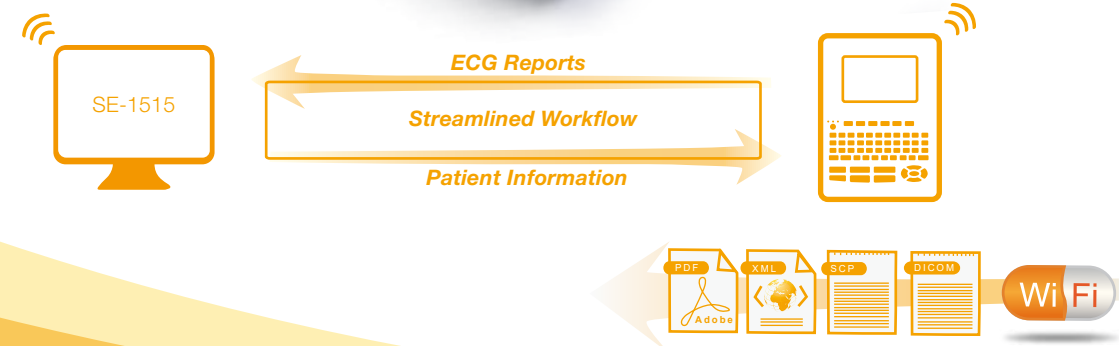 ECG Reports
SE-1515
Streamlined Workflow
Patient Information
PDF XML SCP DICOM
Adobe
WiFi